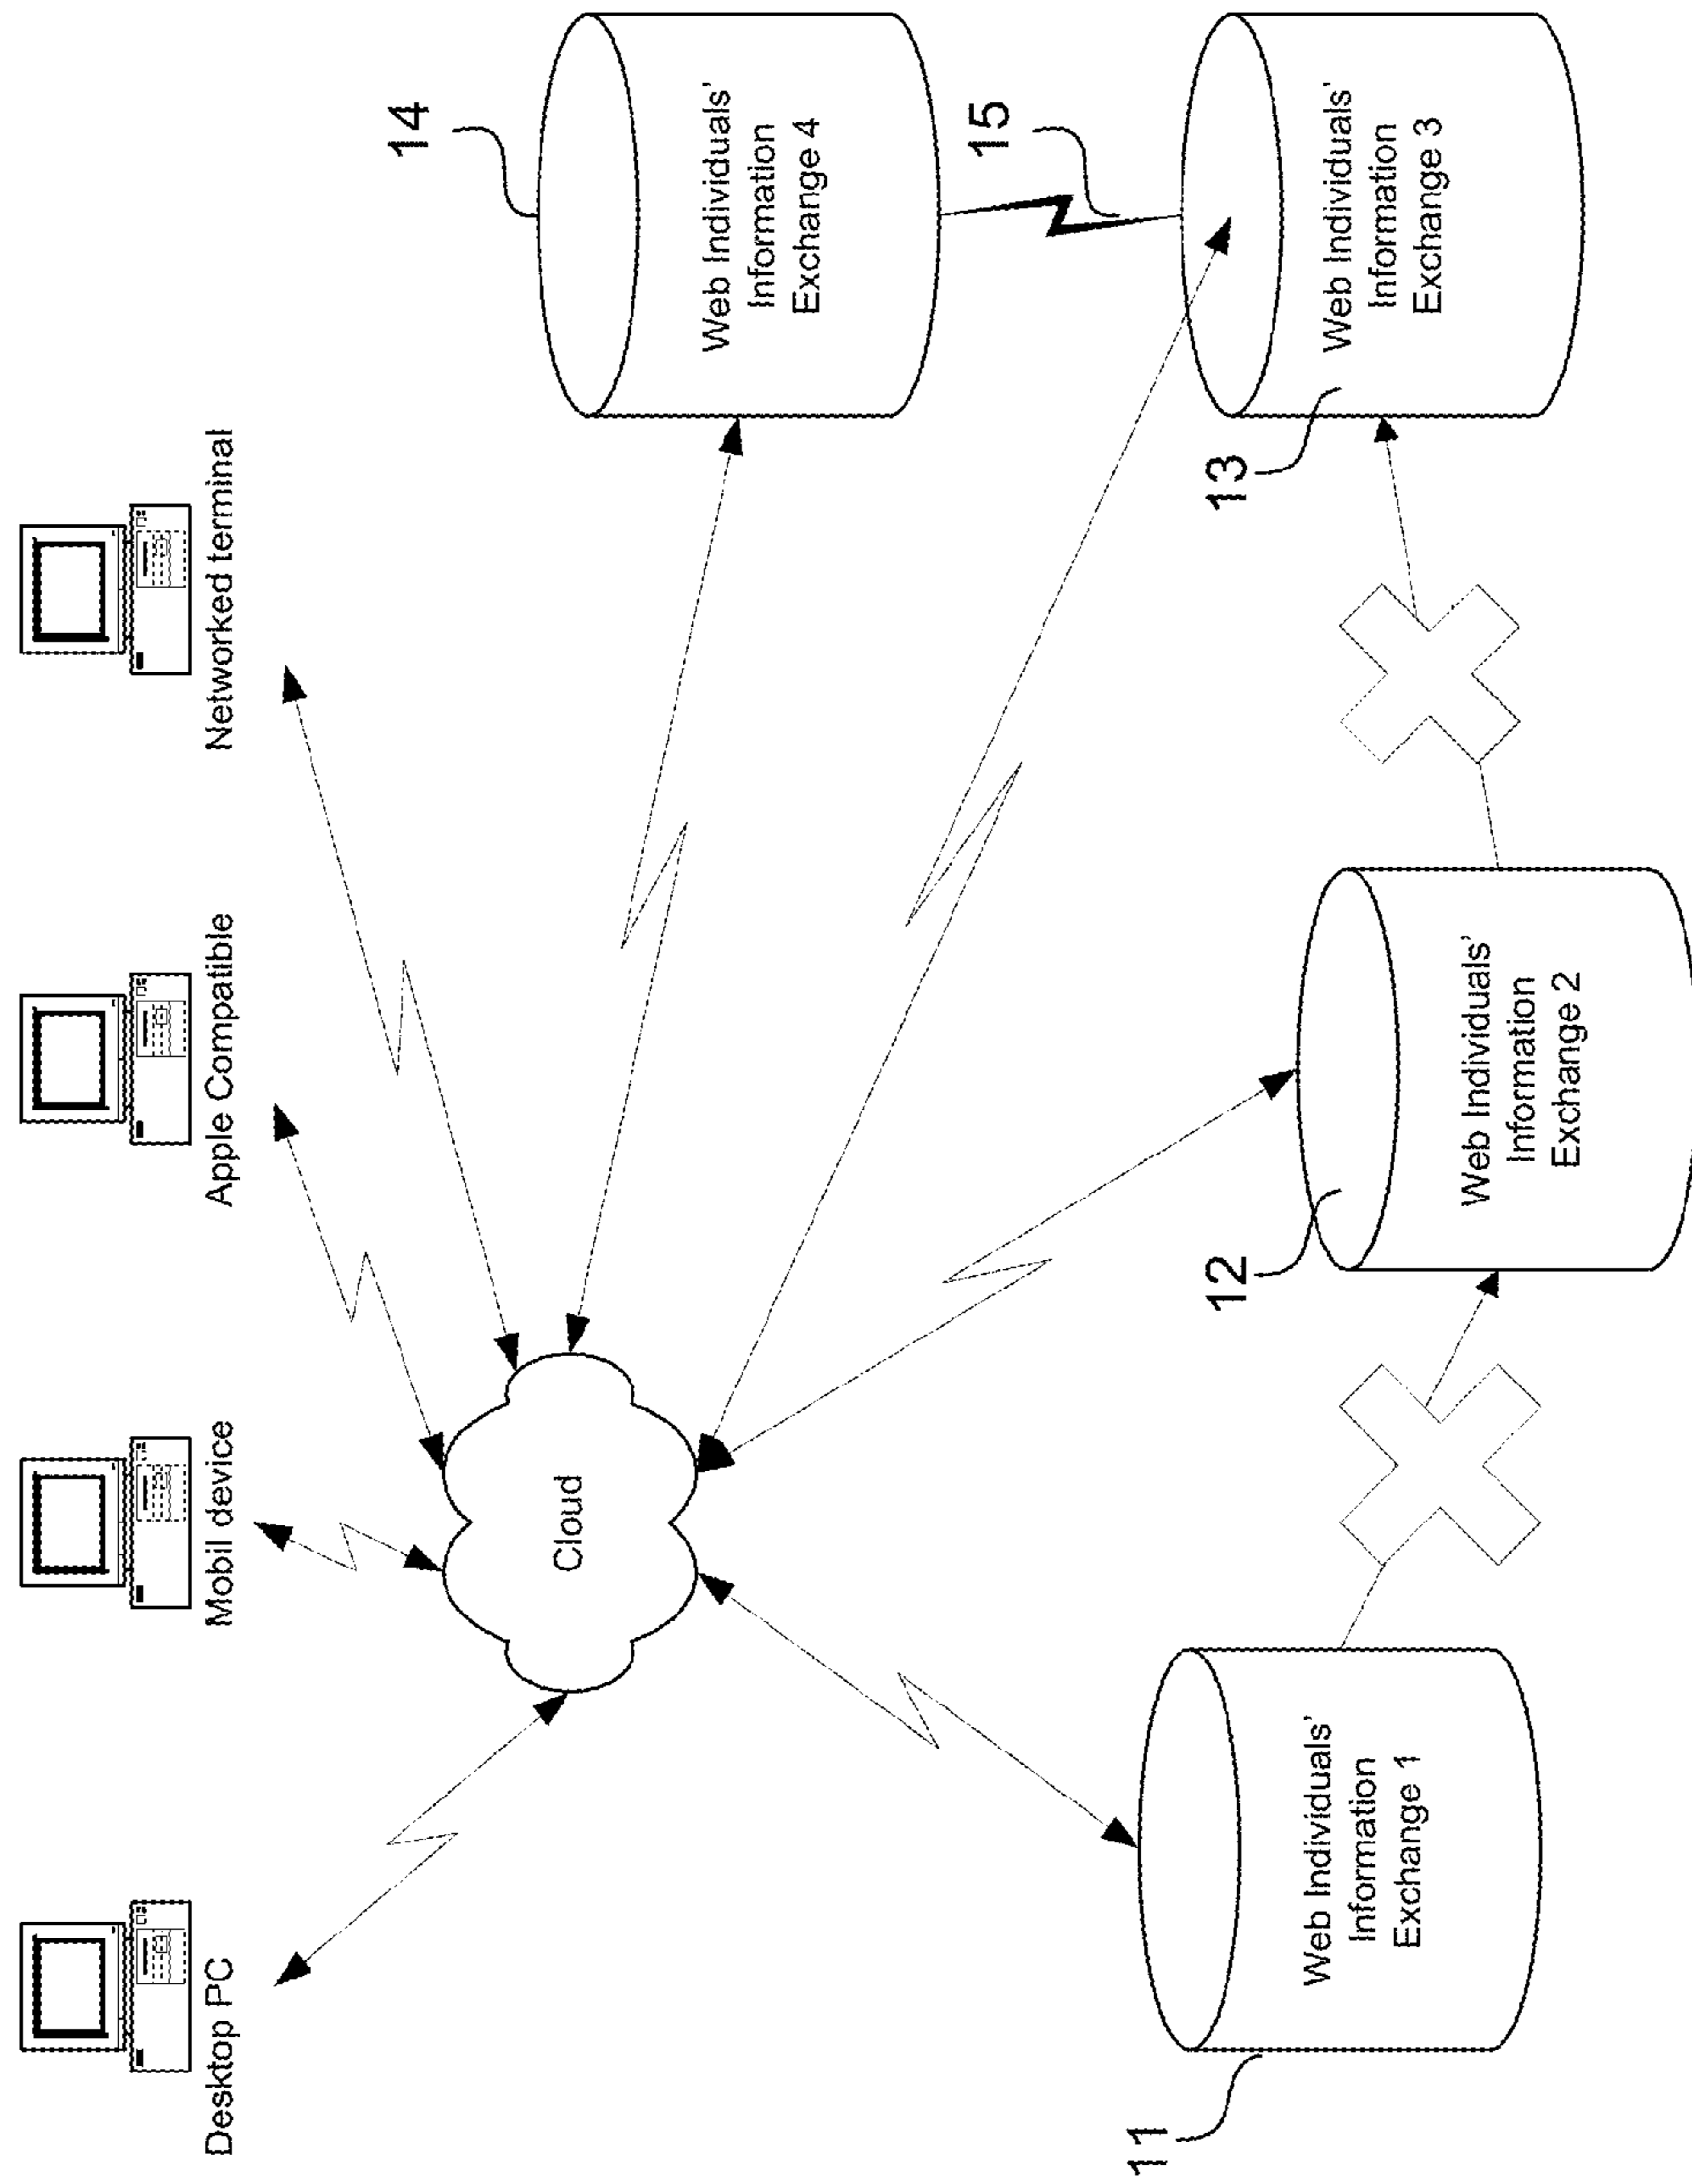 Desktop PC
Mobil device
Apple Compatible
Networked terminal
Cloud
14
Web Individuals'
Information
Exchange 4
15
11
Web Individuals'
Information
Exchange 1
12
Web Individuals'
Information
Exchange 2
13
Web Individuals'
Information
Exchange 3